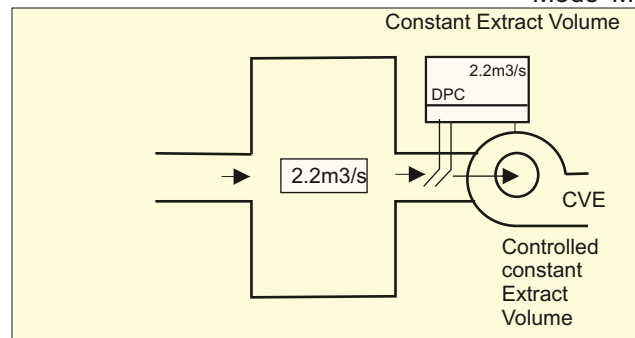 Constant Extract Volume
2.2m3/s
DPC
2.2m3/s
CVE
Controlled
constant
Extract
Volume